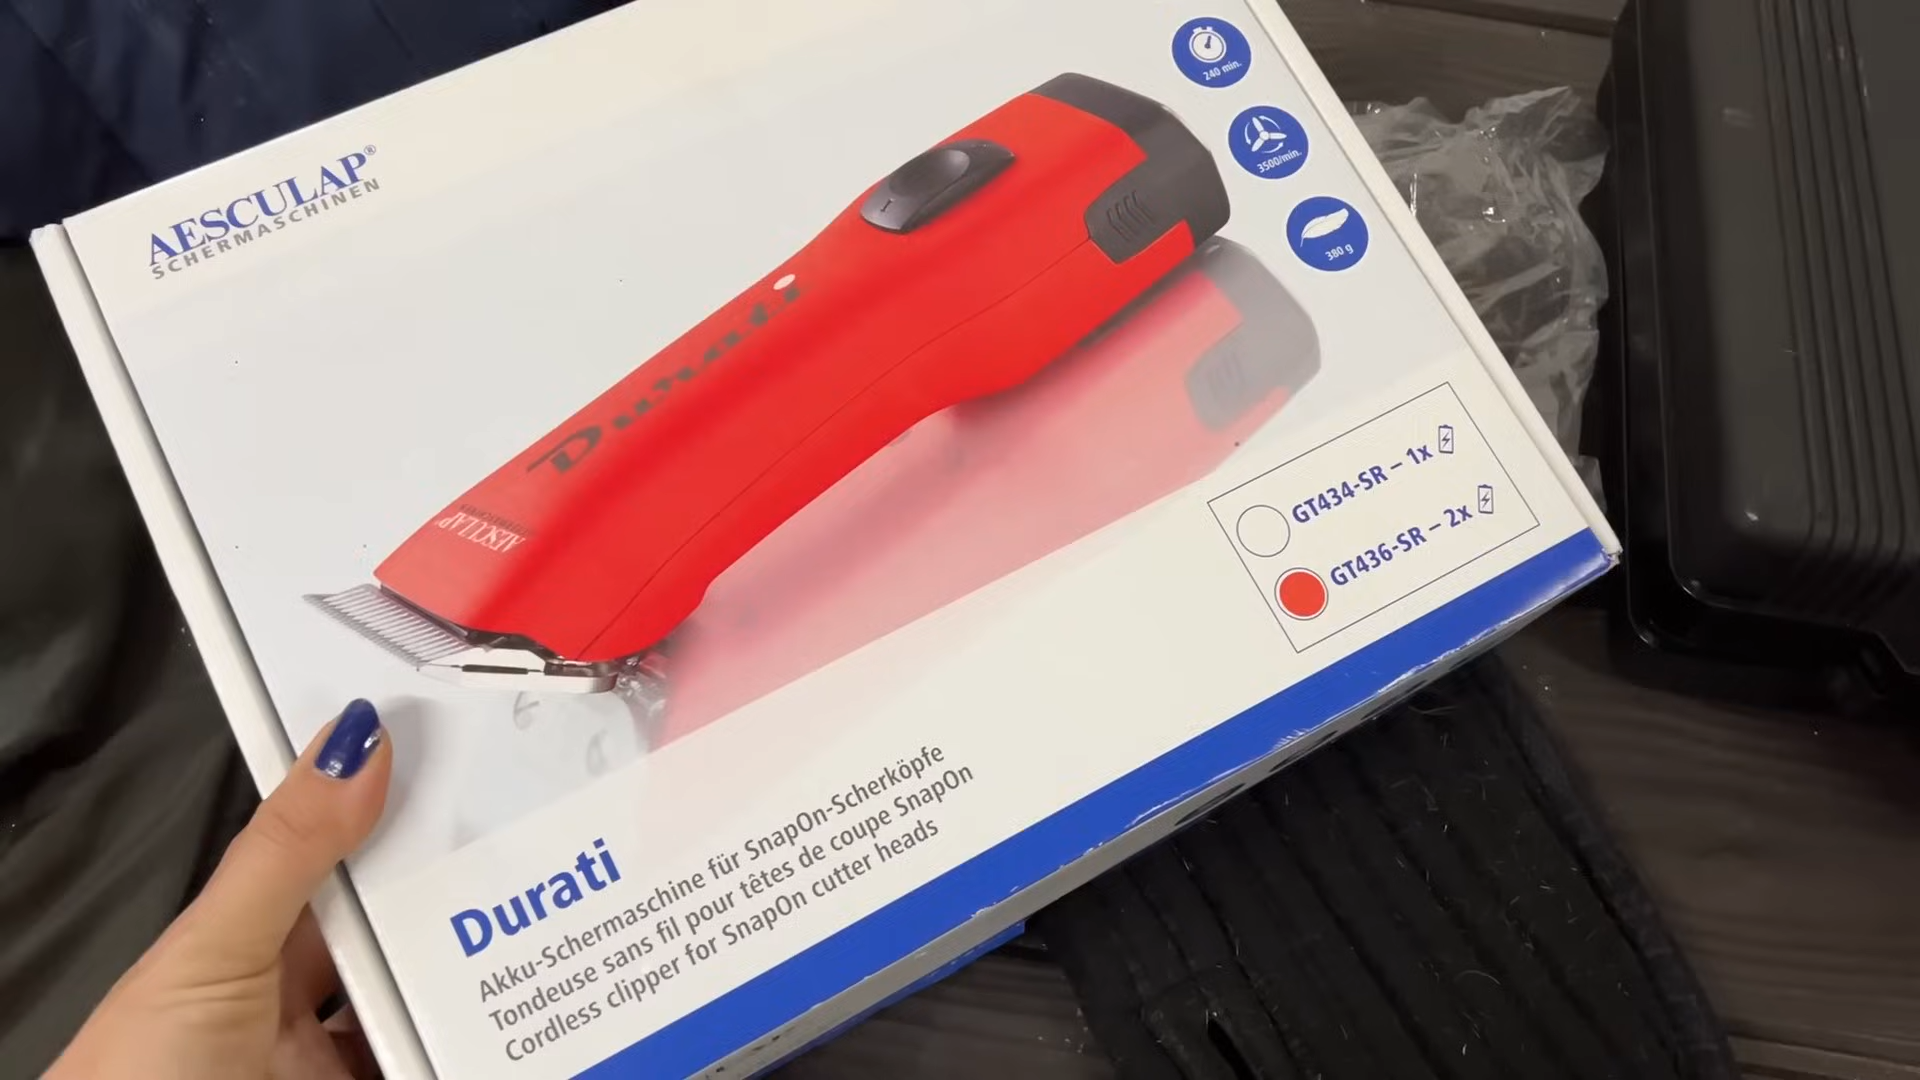 AESCULAP®
SCHERMASCHINEN
240 min.
3500/min.
380 g
I
Durati
AESCULAP
GT434-SR – 1x
GT436-SR – 2x
Durati
Akku-Schermaschine für SnapOn-Scherköpfe
Tondeuse sans fil pour têtes de coupe SnapOn
Cordless clipper for SnapOn cutter heads